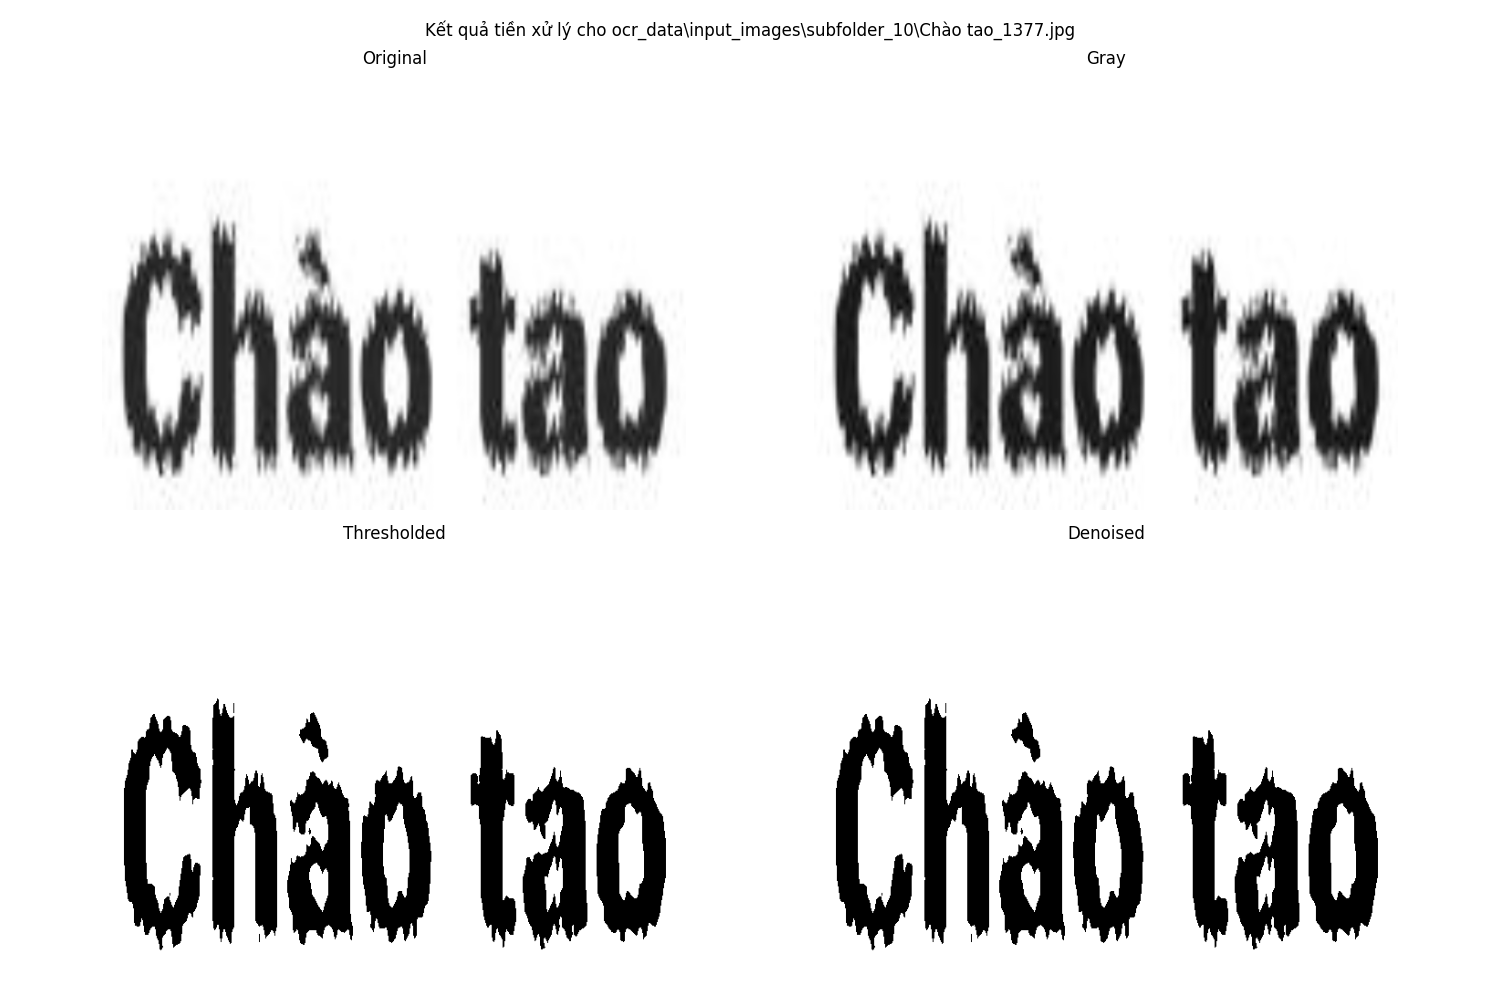 Kết quả tiền xử lý cho ocr_data\input_images\subfolder_10\Chào tao_1377.jpg
Original
Gray
Chào tao
Chào tao
Thresholded
Denoised
Chào tao
Chào tao